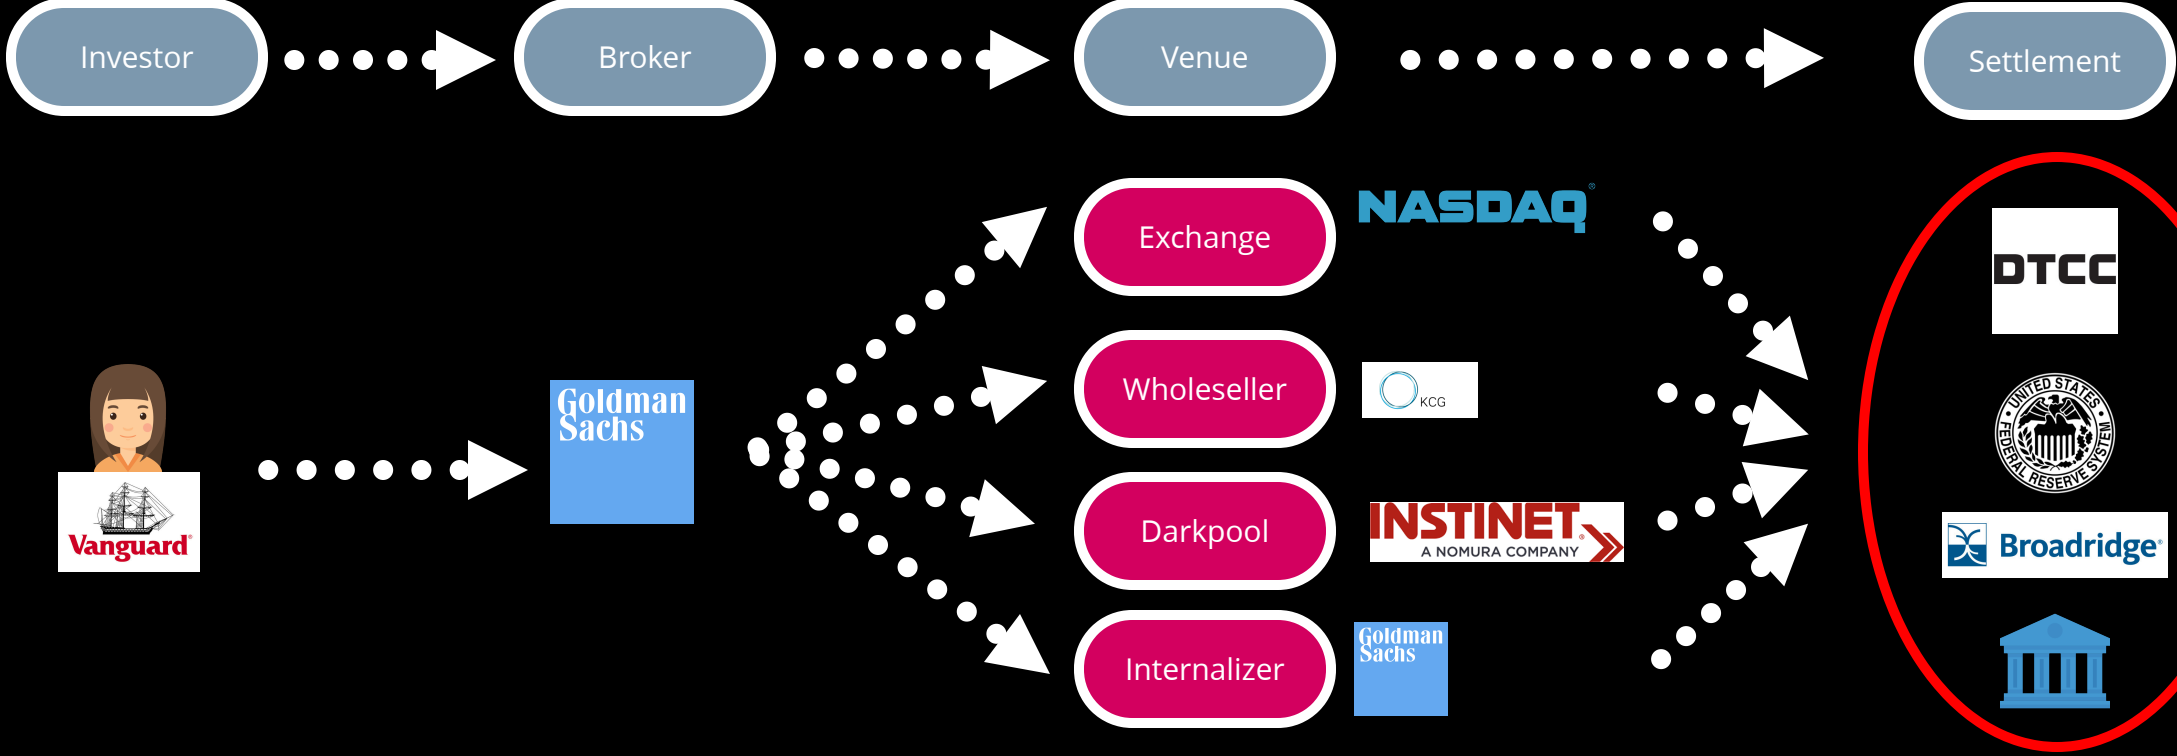 Investor
Broker
Venue
Settlement
Exchange
NASDAQ®
DTCC
Wholeseller
KCG
Goldman
Sachs
UNITED STATES
FEDERAL RESERVE SYSTEM
Vanguard®
Darkpool
INSTINET®
A NOMURA COMPANY
Broadridge®
Internalizer
Goldman
Sachs